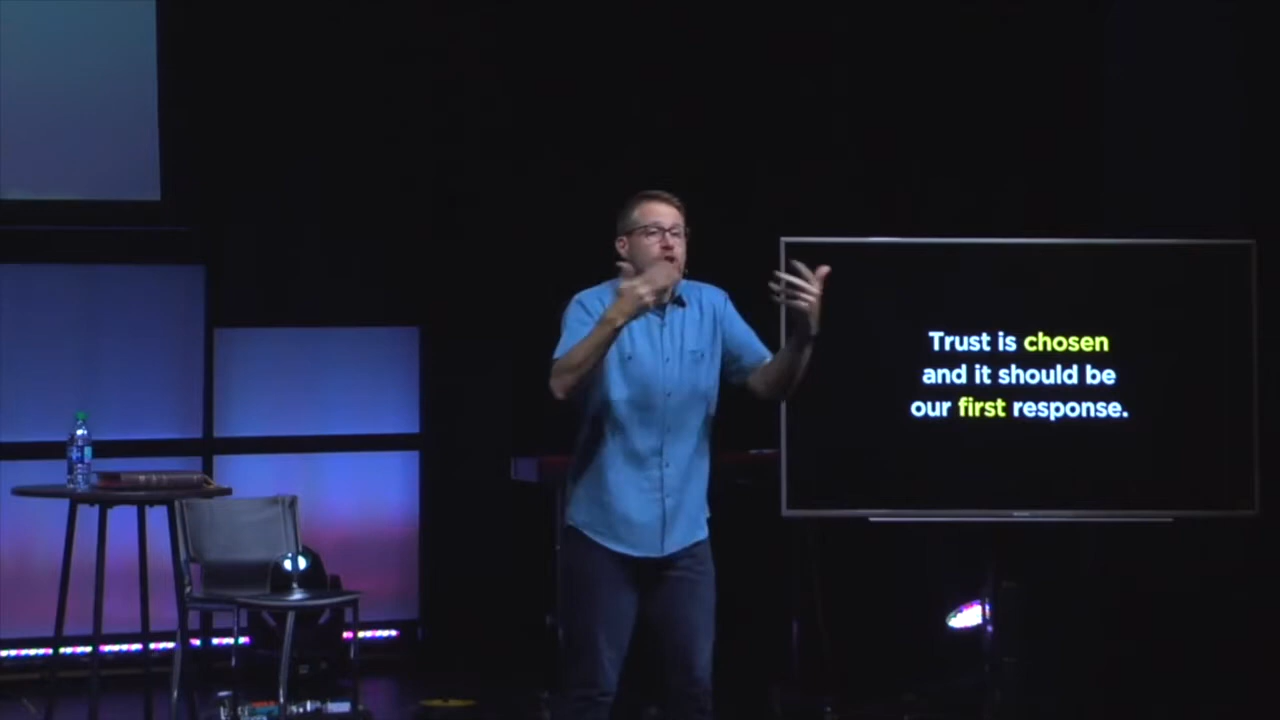 Trust is chosen
and it should be
our first response.